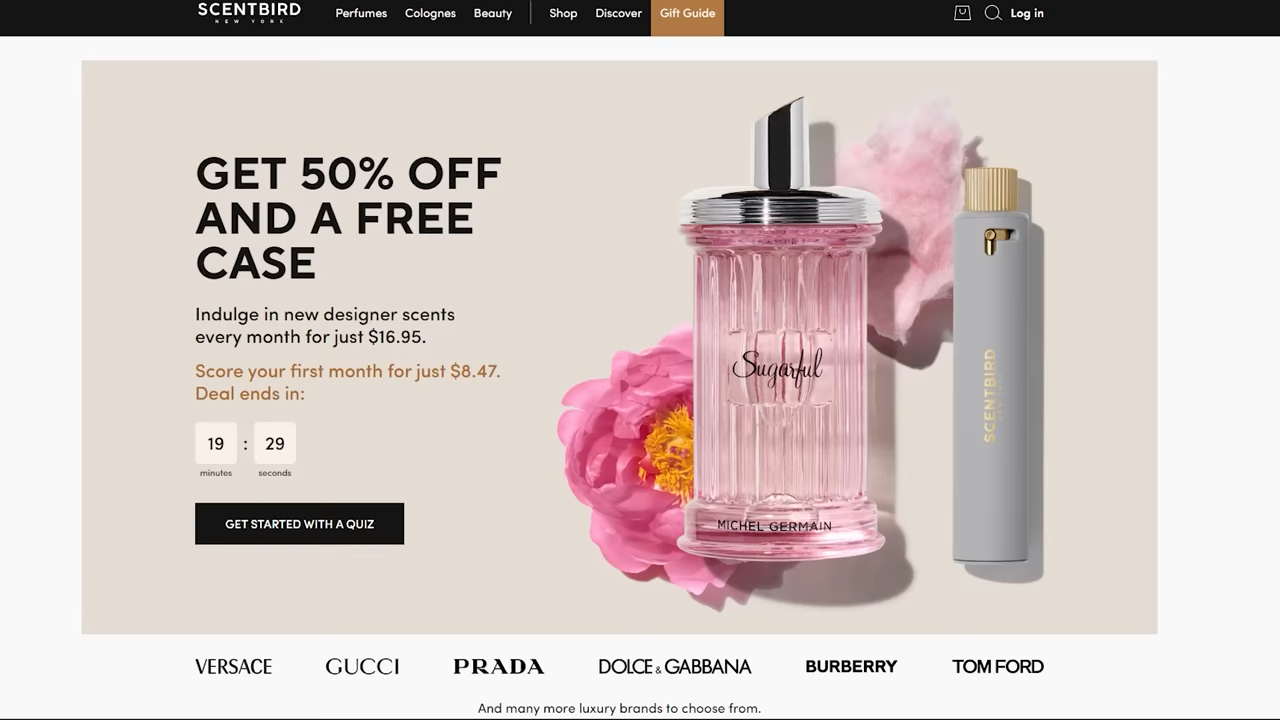 SCENTBIRD
NEW YORK
Perfumes Colognes Beauty Shop Discover Gift Guide Log in
GET 50% OFF
AND A FREE
CASE
Indulge in new designer scents
every month for just $16.95.
Score your first month for just $8.47.
Deal ends in:
19 : 29
minutes seconds
GET STARTED WITH A QUIZ
Sugarful
MICHEL GERMAIN
SCENTBIRD
VERSACE GUCCI PRADA DOLCE & GABBANA BURBERRY TOM FORD
And many more luxury brands to choose from.